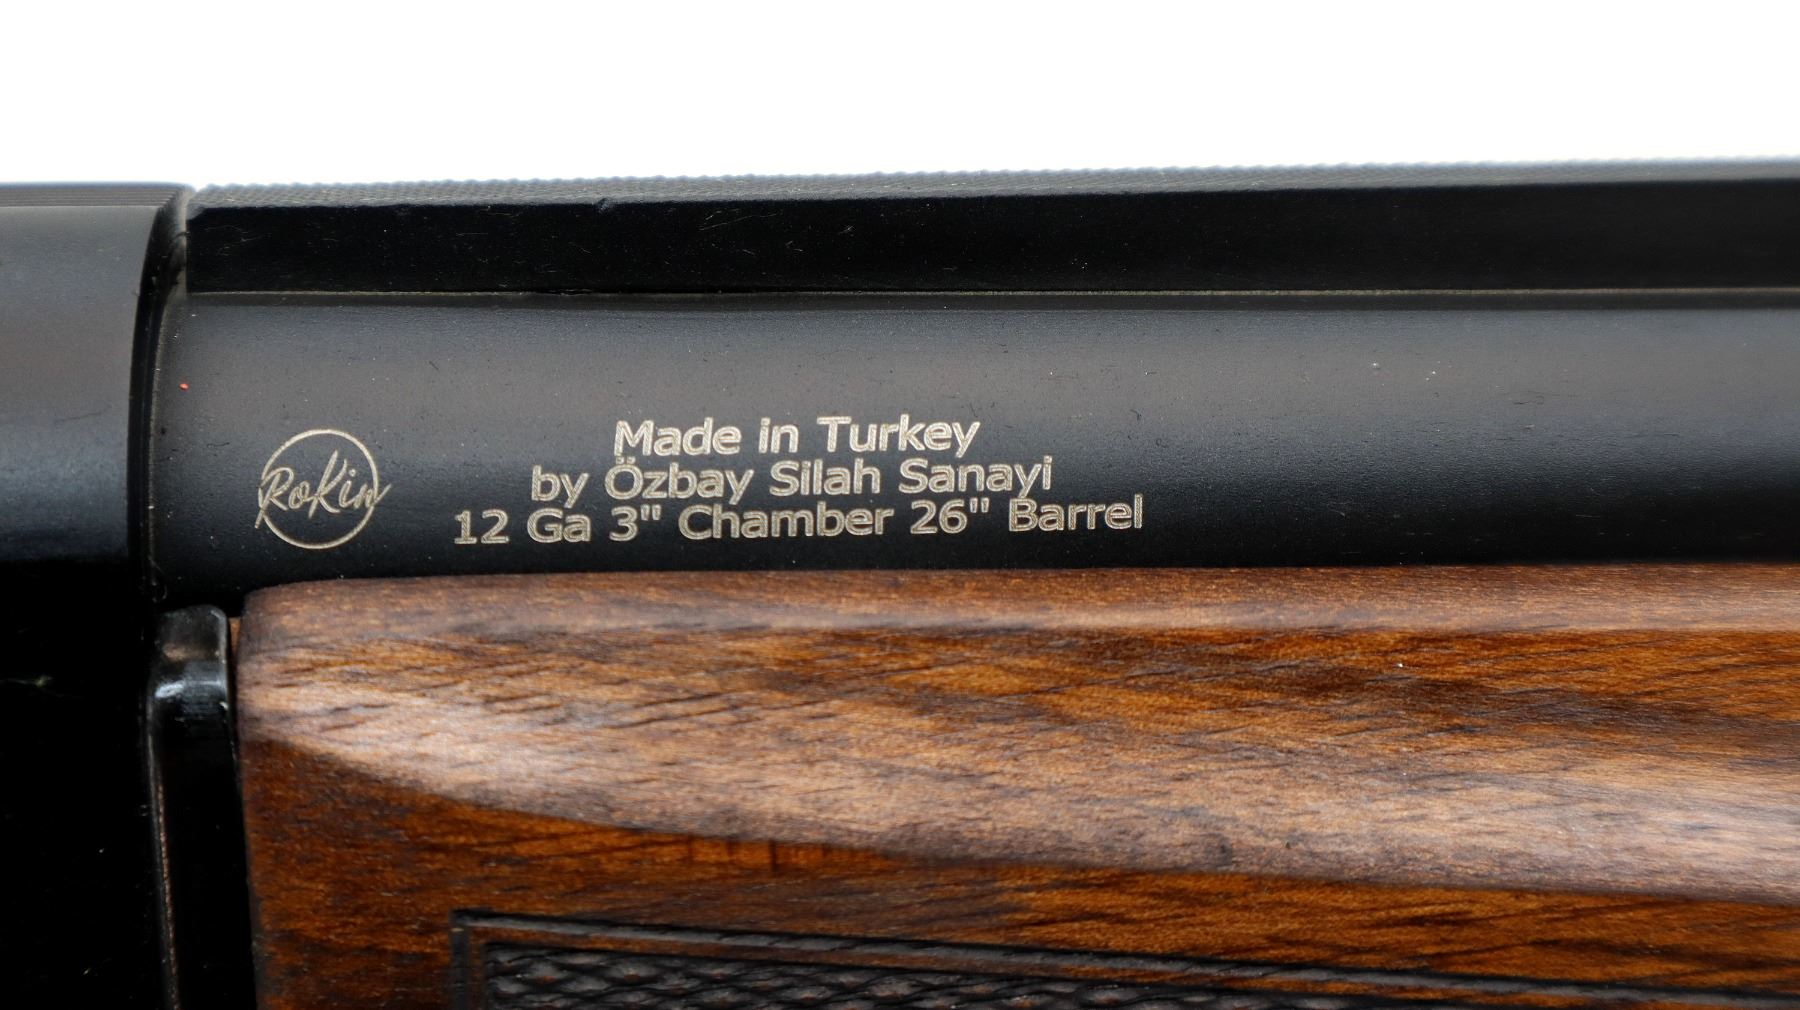 RoKin
Made in Turkey
by Özbay Silah Sanayi
12 Ga 3" Chamber 26" Barrel